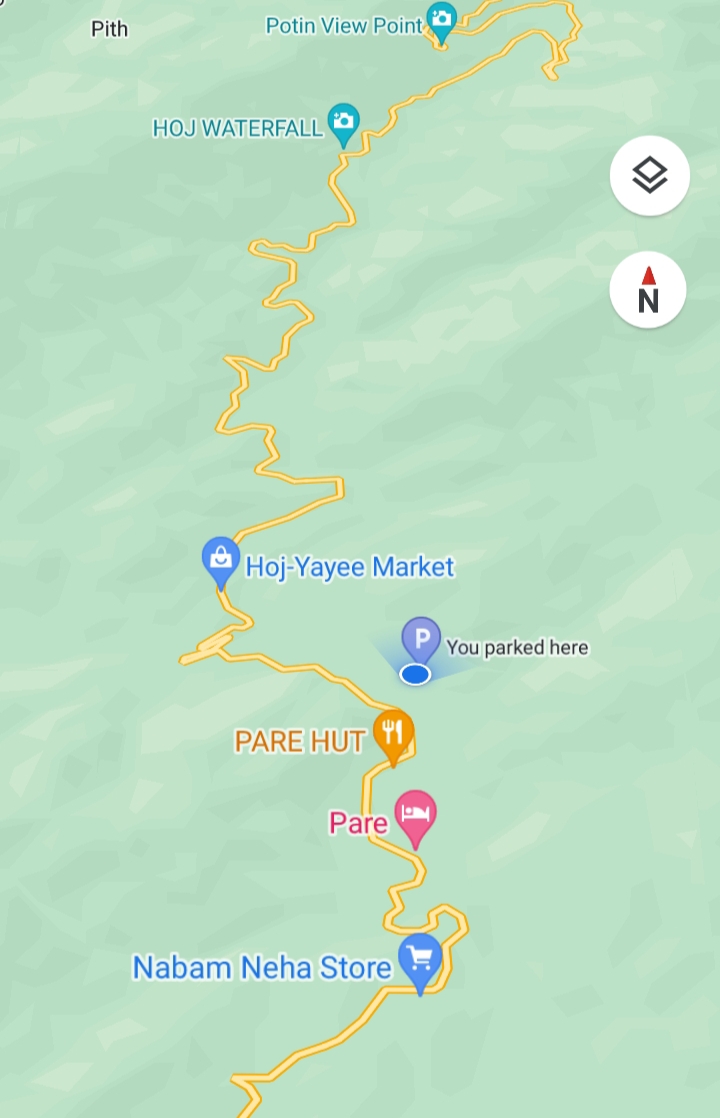 Pith
Potin View Point
HOJ WATERFALL
N
Hoj-Yayee Market
P
You parked here
PARE HUT
Pare
Nabam Neha Store